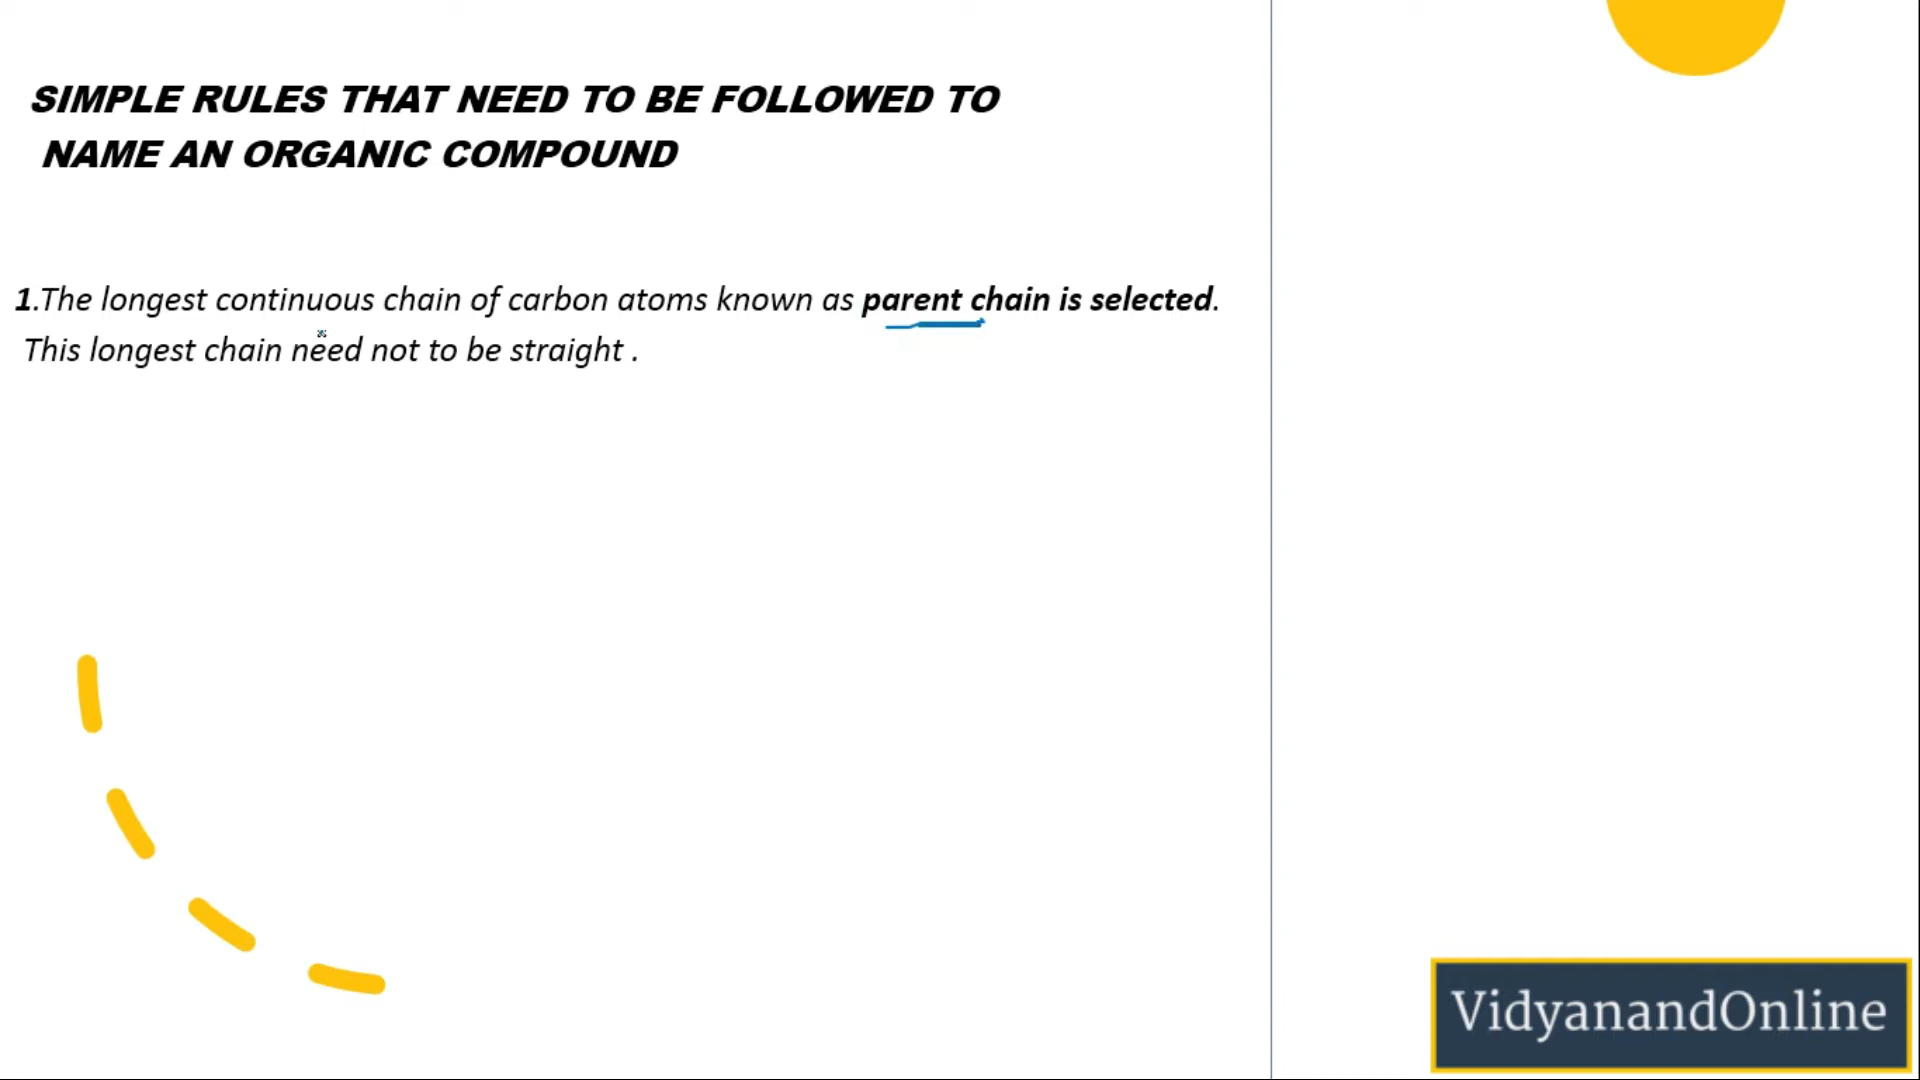 SIMPLE RULES THAT NEED TO BE FOLLOWED TO
NAME AN ORGANIC COMPOUND
1.The longest continuous chain of carbon atoms known as parent chain is selected.
This longest chain need not to be straight .
VidyanandOnline